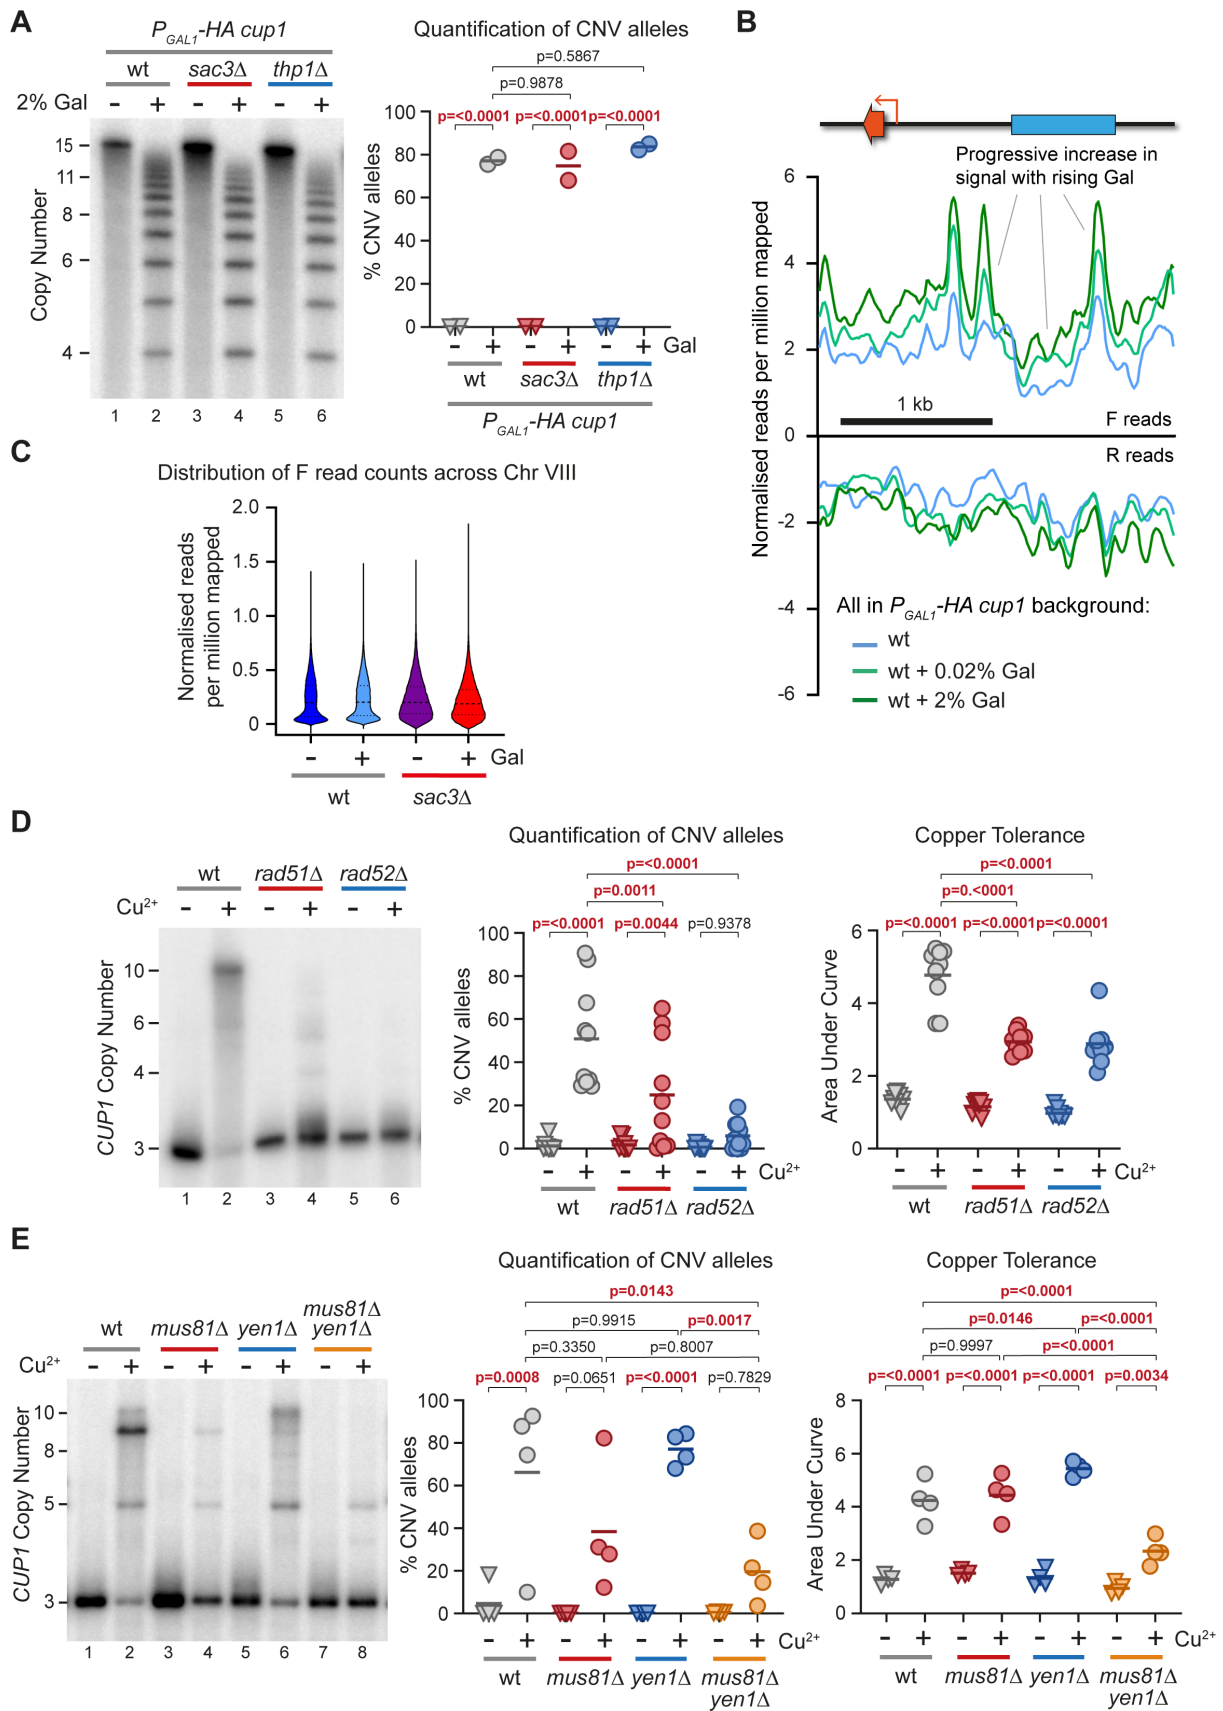 A
P_GAL1-HA cup1
wt sac3Δ thp1Δ
2% Gal - + - + - +
15
11
8
6
4
Copy Number
1 2 3 4 5 6
Quantification of CNV alleles
p=0.5867
p=0.9878
p=<0.0001 p=<0.0001 p=<0.0001
100
80
60
40
20
0
% CNV alleles
- + - + - + Gal
wt sac3Δ thp1Δ
P_GAL1-HA cup1
B
Progressive increase in
signal with rising Gal
6
4
2
0
-2
-4
-6
Normalised reads per million mapped
1 kb
F reads
R reads
All in P_GAL1-HA cup1 background:
wt
wt + 0.02% Gal
wt + 2% Gal
C
Distribution of F read counts across Chr VIII
2.0
1.5
1.0
0.5
0
Normalised reads
per million mapped
- + - + Gal
wt sac3Δ
D
wt rad51Δ rad52Δ
Cu²⁺ - + - + - +
10
6
4
3
CUP1 Copy Number
1 2 3 4 5 6
Quantification of CNV alleles
p=<0.0001
p=0.0011
p=<0.0001 p=0.0044 p=0.9378
100
80
60
40
20
0
% CNV alleles
- + - + - + Cu²⁺
wt rad51Δ rad52Δ
Copper Tolerance
p=<0.0001
p=0.<0001
p=<0.0001 p=<0.0001 p=<0.0001
6
4
2
0
Area Under Curve
- + - + - + Cu²⁺
wt rad51Δ rad52Δ
E
wt mus81Δ yen1Δ mus81Δ
yen1Δ
Cu²⁺ - + - + - + - +
10
8
5
3
CUP1 Copy Number
1 2 3 4 5 6 7 8
Quantification of CNV alleles
p=0.0143
p=0.9915 p=0.0017
p=0.3350 p=0.8007
p=0.0008 p=0.0651 p=<0.0001 p=0.7829
100
80
60
40
20
0
% CNV alleles
- + - + - + - + Cu²⁺
wt mus81Δ yen1Δ mus81Δ
yen1Δ
Copper Tolerance
p=<0.0001
p=0.0146 p=<0.0001
p=0.9997 p=<0.0001
p=<0.0001 p=<0.0001 p=<0.0001 p=0.0034
8
6
4
2
0
Area Under Curve
- + - + - + - + Cu²⁺
wt mus81Δ yen1Δ mus81Δ
yen1Δ